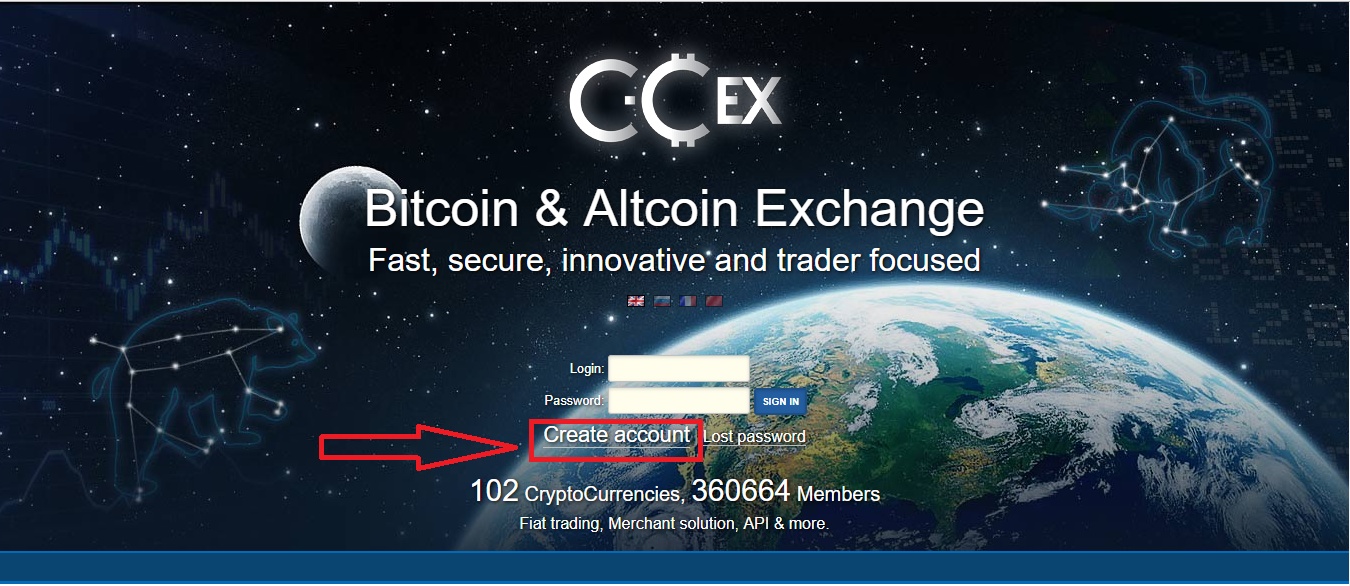 C-CEX
Bitcoin & Altcoin Exchange
Fast, secure, innovative and trader focused
Login:
Password: SIGN IN
Create account Lost password
102 CryptoCurrencies, 360664 Members
Fiat trading, Merchant solution, API & more.